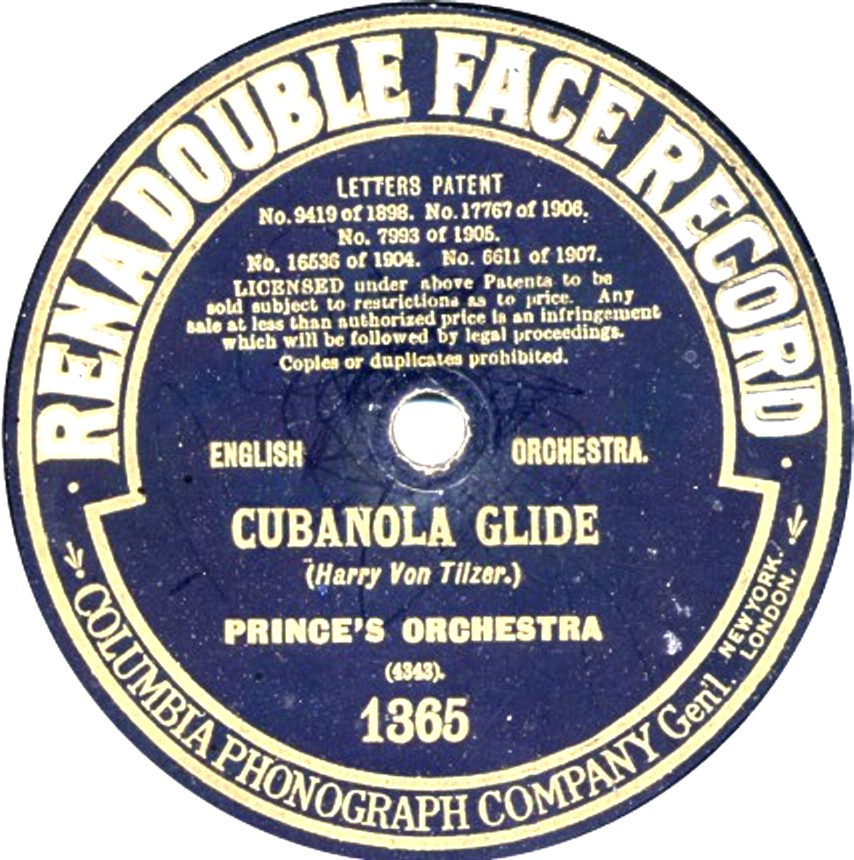 RENA DOUBLE FACE RECORD
LETTERS PATENT
No. 9419 of 1898. No. 17767 of 1906.
No. 7993 of 1905.
No. 16536 of 1904. No. 6611 of 1907.
LICENSED under above Patents to be
sold subject to restrictions as to price. Any
sale at less than authorized price is an infringement
which will be followed by legal proceedings.
Copies or duplicates prohibited.
ENGLISH ORCHESTRA.
CUBANOLA GLIDE
(Harry Von Tilzer.)
PRINCE'S ORCHESTRA
(4343).
1365
COLUMBIA PHONOGRAPH COMPANY Gen'l.
NEW YORK.
LONDON.